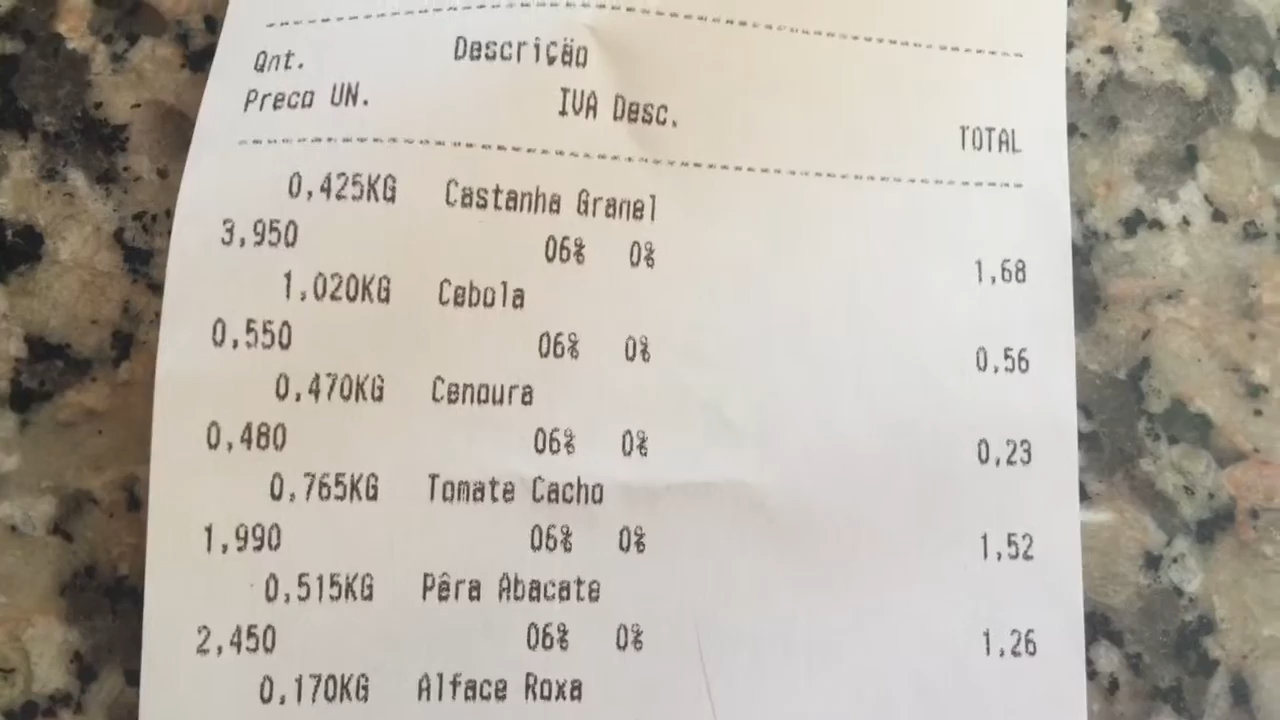 Qnt. Descrição
Preco UN. IVA Desc. TOTAL
0,425KG Castanha Granel
3,950 06% 0% 1,68
1,020KG Cebola
0,550 06% 0% 0,56
0,470KG Cenoura
0,480 06% 0% 0,23
0,765KG Tomate Cacho
1,990 06% 0% 1,52
0,515KG Pêra Abacate
2,450 06% 0% 1,26
0,170KG Alface Roxa